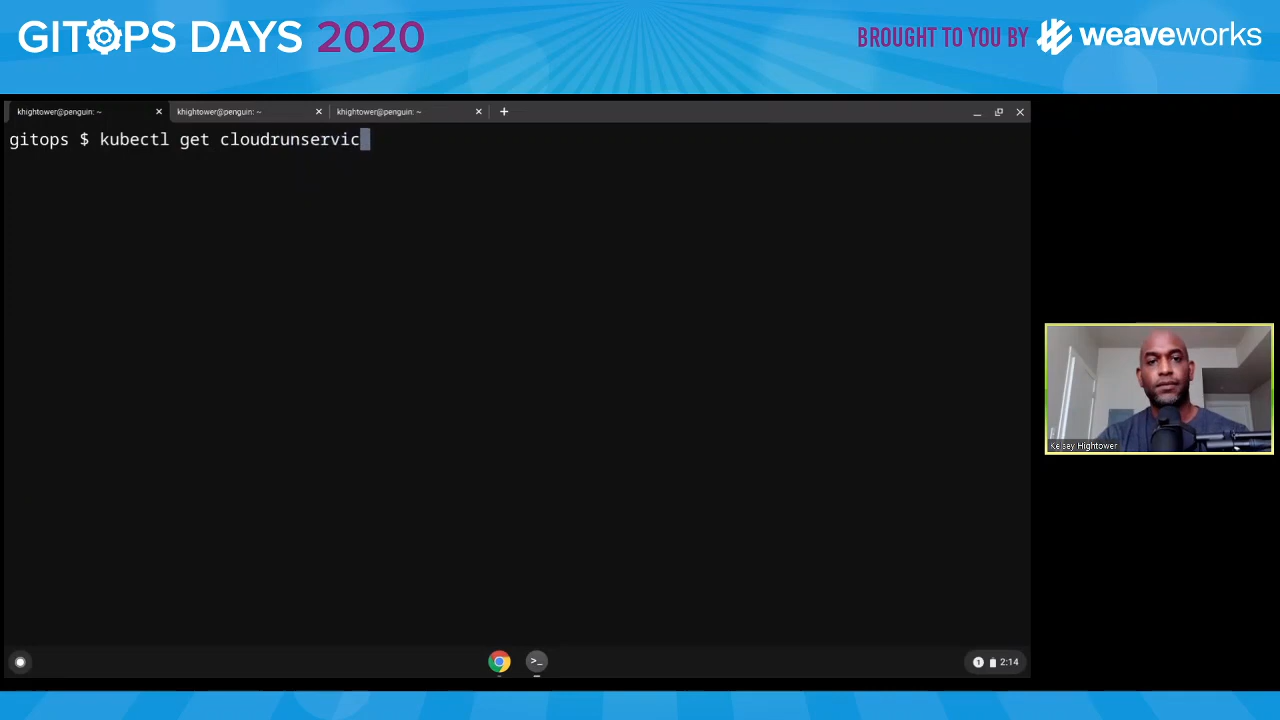 GITOPS DAYS 2020
BROUGHT TO YOU BY weaveworks
khightower@penguin: ~
khightower@penguin: ~
khightower@penguin: ~
gitops $ kubectl get cloudrunservic
Kelsey Hightower
>_
2:14